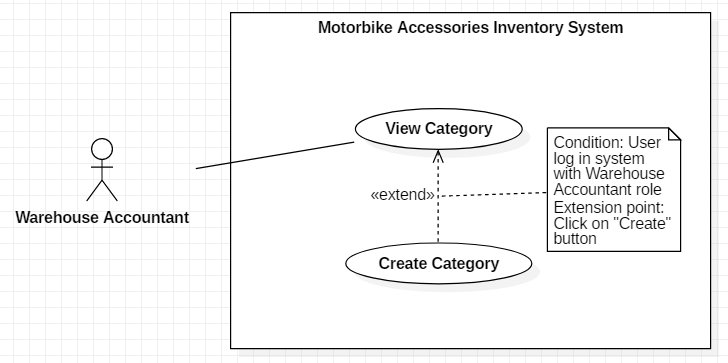 Motorbike Accessories Inventory System
View Category
Warehouse Accountant
«extend»
Condition: User
log in system
with Warehouse
Accountant role
Extension point:
Click on "Create"
button
Create Category